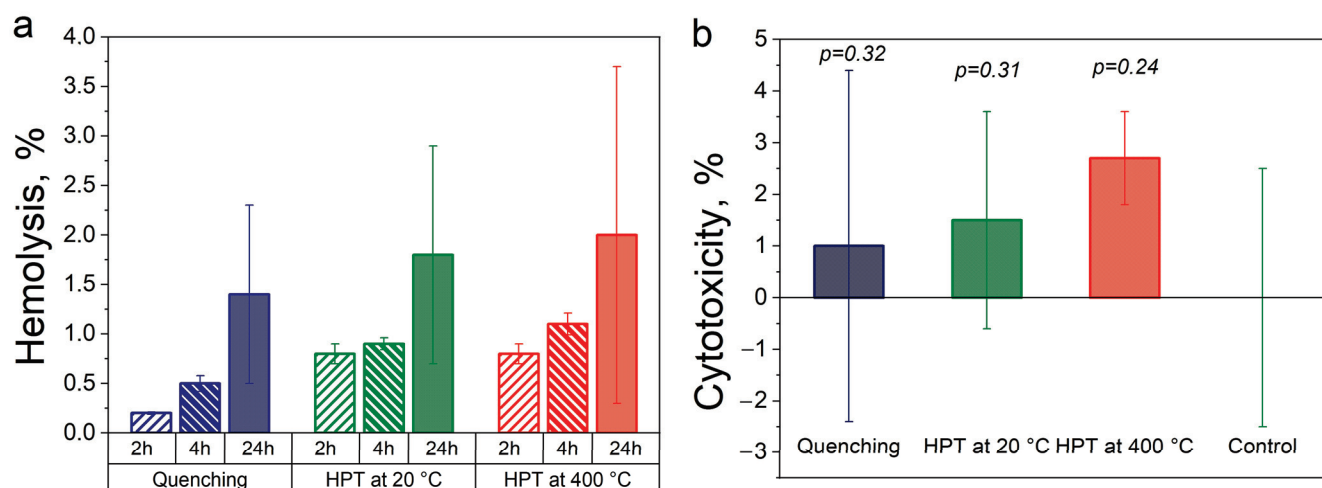 a
Hemolysis, %
4.0
3.5
3.0
2.5
2.0
1.5
1.0
0.5
0.0
2h 4h 24h 2h 4h 24h 2h 4h 24h
Quenching HPT at 20 °C HPT at 400 °C
b
Cytotoxicity, %
5
4
3
2
1
0
−1
−2
−3
p=0.32
p=0.31
p=0.24
Quenching HPT at 20 °C HPT at 400 °C Control